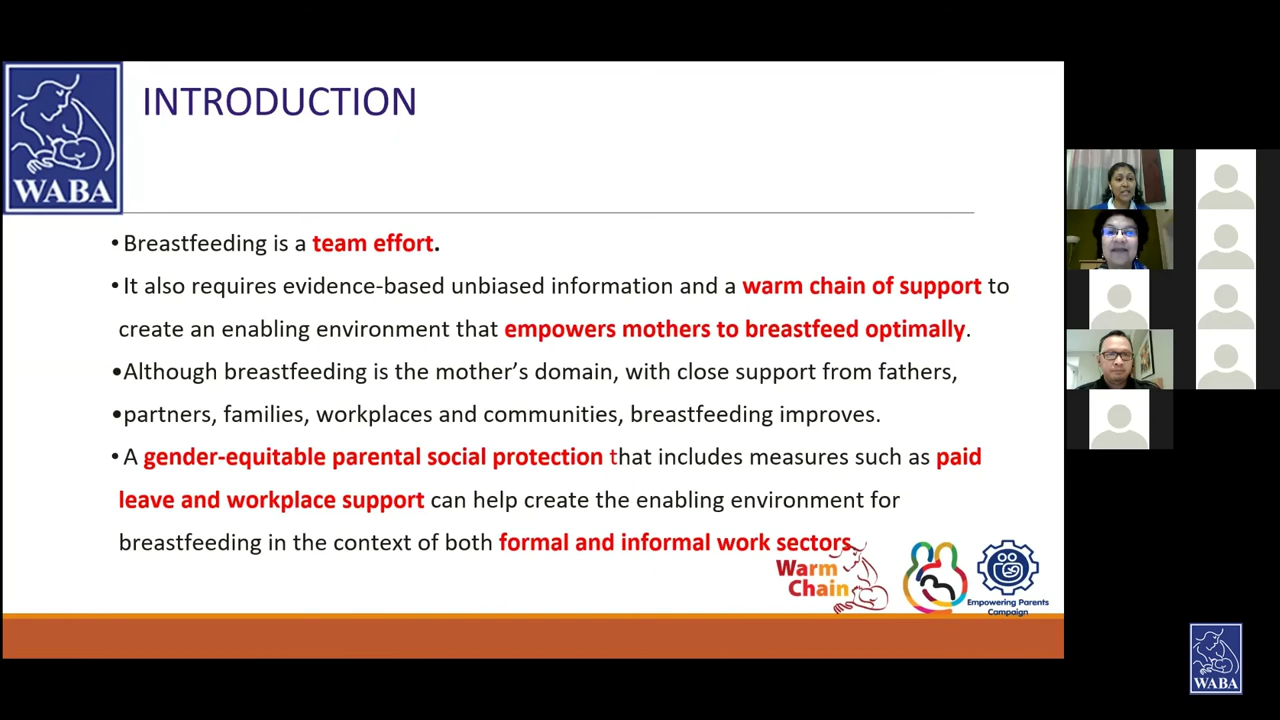 WABA
INTRODUCTION
• Breastfeeding is a team effort.
• It also requires evidence-based unbiased information and a warm chain of support to
create an enabling environment that empowers mothers to breastfeed optimally.
•Although breastfeeding is the mother’s domain, with close support from fathers,
•partners, families, workplaces and communities, breastfeeding improves.
• A gender-equitable parental social protection that includes measures such as paid
leave and workplace support can help create the enabling environment for
breastfeeding in the context of both formal and informal work sectors.
Warm
Chain
Empowering Parents
Campaign
WABA